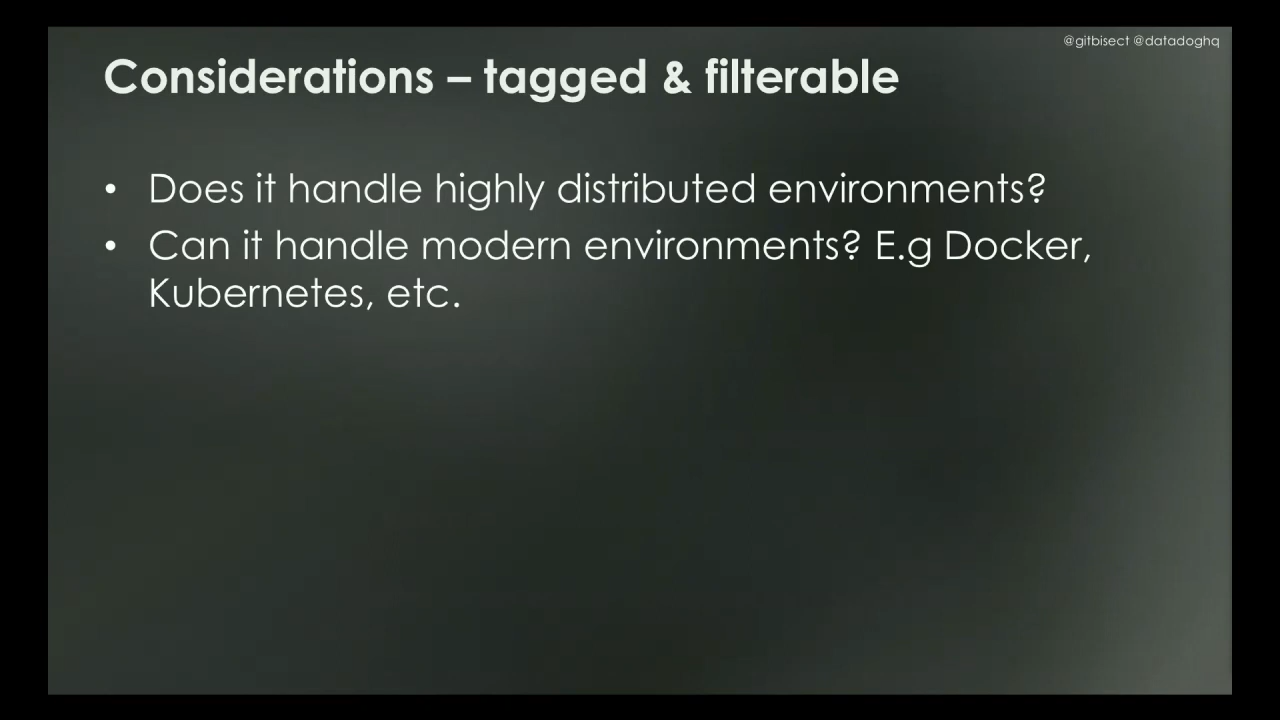 @gitbisect @datadoghq
Considerations – tagged & filterable
• Does it handle highly distributed environments?
• Can it handle modern environments? E.g Docker,
Kubernetes, etc.